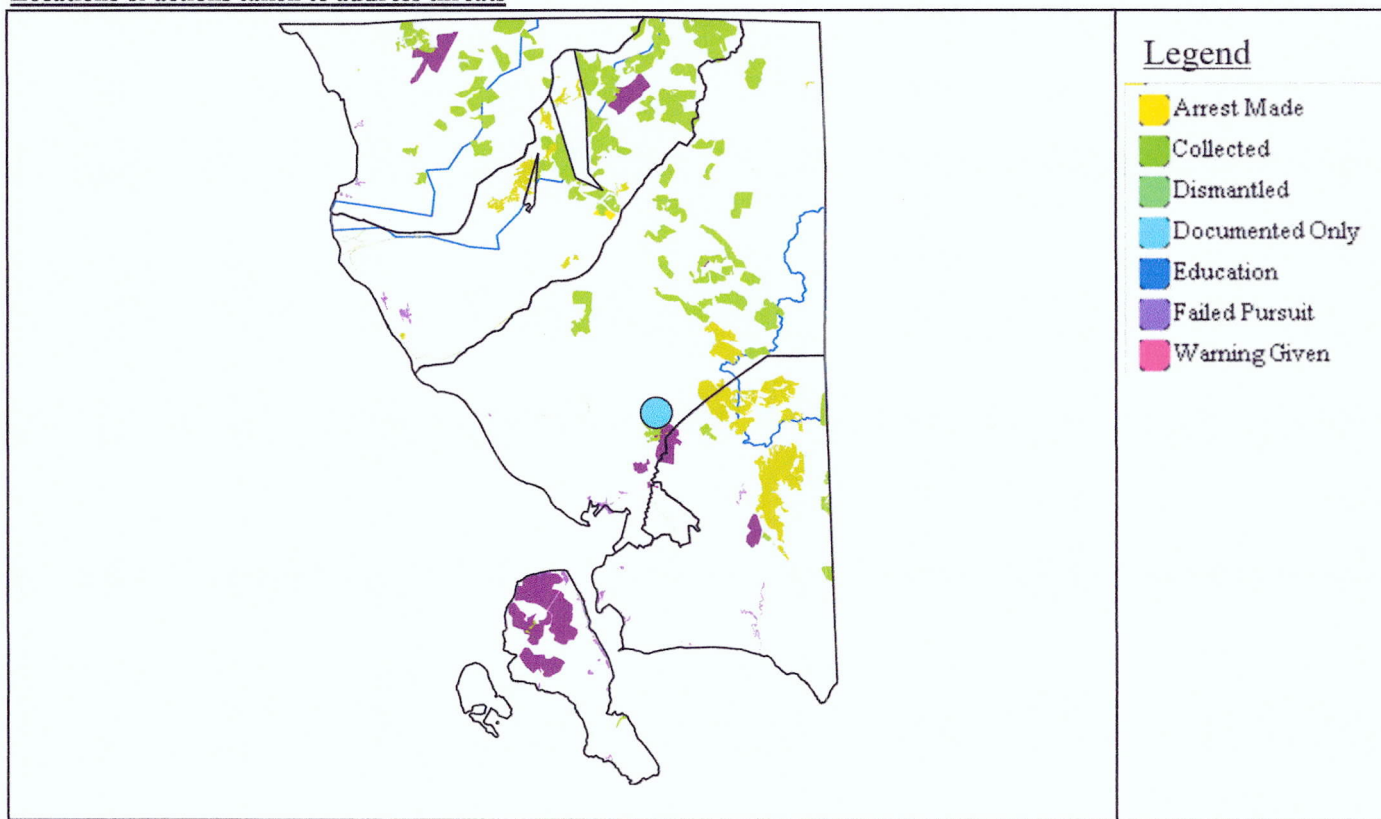 Legend
Arrest Made
Collected
Dismantled
Documented Only
Education
Failed Pursuit
Warning Given